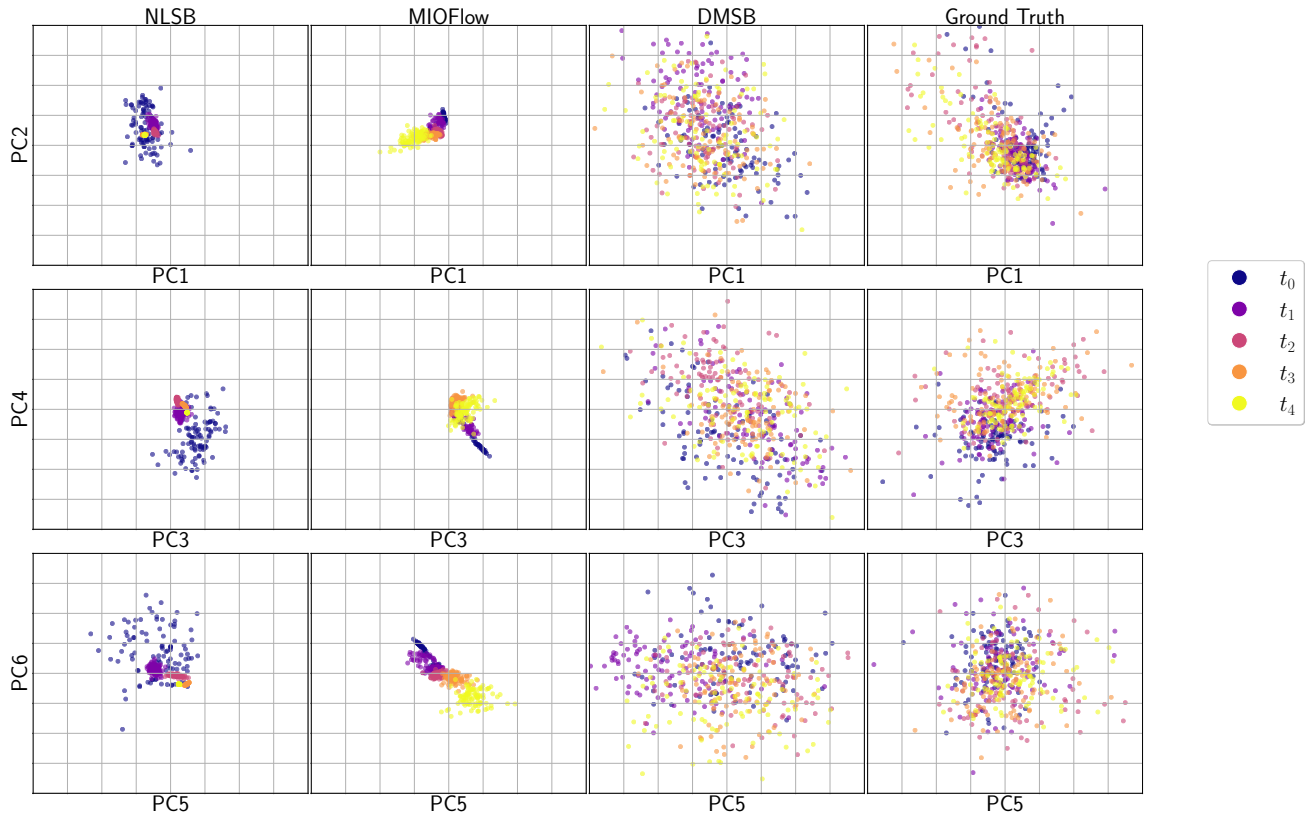 NLSB MIOFlow DMSB Ground Truth
PC2
PC1 PC1 PC1 PC1
PC4
PC3 PC3 PC3 PC3
PC6
PC5 PC5 PC5 PC5
t₀
t₁
t₂
t₃
t₄